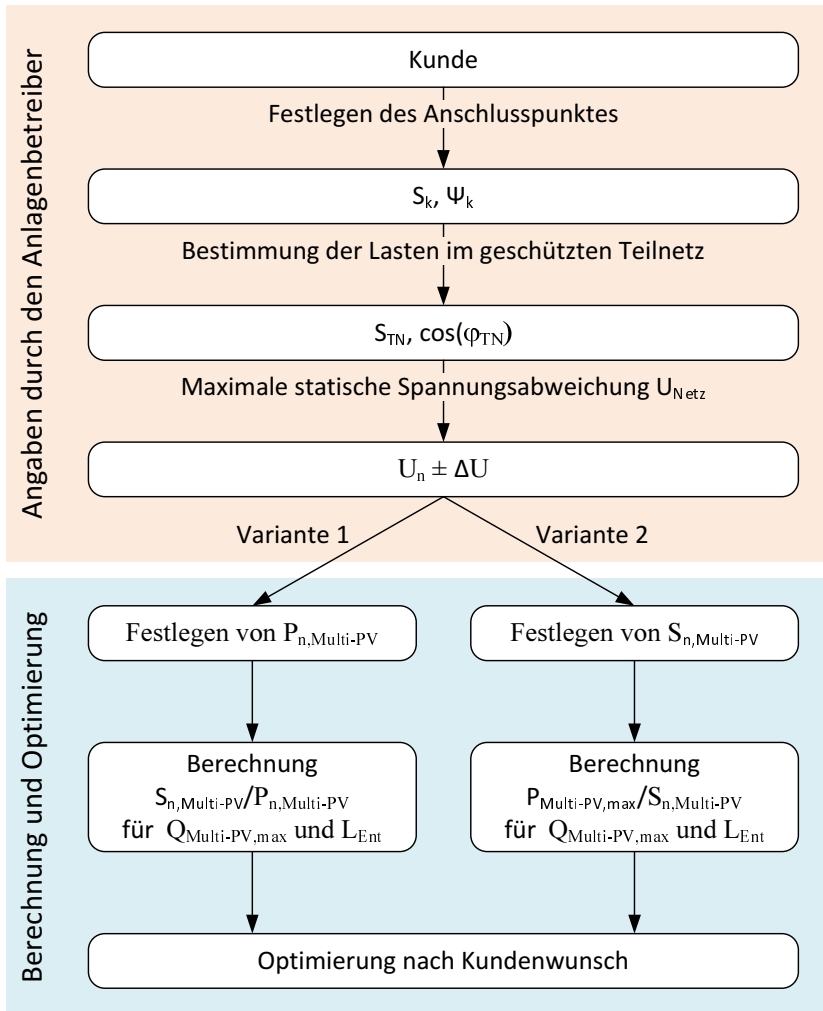 Angaben durch den Anlagenbetreiber
Kunde
Festlegen des Anschlusspunktes
Sk, Ψk
Bestimmung der Lasten im geschützten Teilnetz
STN, cos(φTN)
Maximale statische Spannungsabweichung UNetz
Un ± ΔU
Variante 1
Variante 2
Berechnung und Optimierung
Festlegen von Pn,Multi-PV
Festlegen von Sn,Multi-PV
Berechnung
Sn,Multi-PV/Pn,Multi-PV
für QMulti-PV,max und LEnt
Berechnung
PMulti-PV,max/Sn,Multi-PV
für QMulti-PV,max und LEnt
Optimierung nach Kundenwunsch